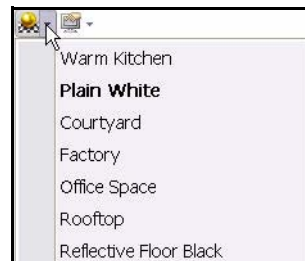 Warm Kitchen
Plain White
Courtyard
Factory
Office Space
Rooftop
Reflective Floor Black